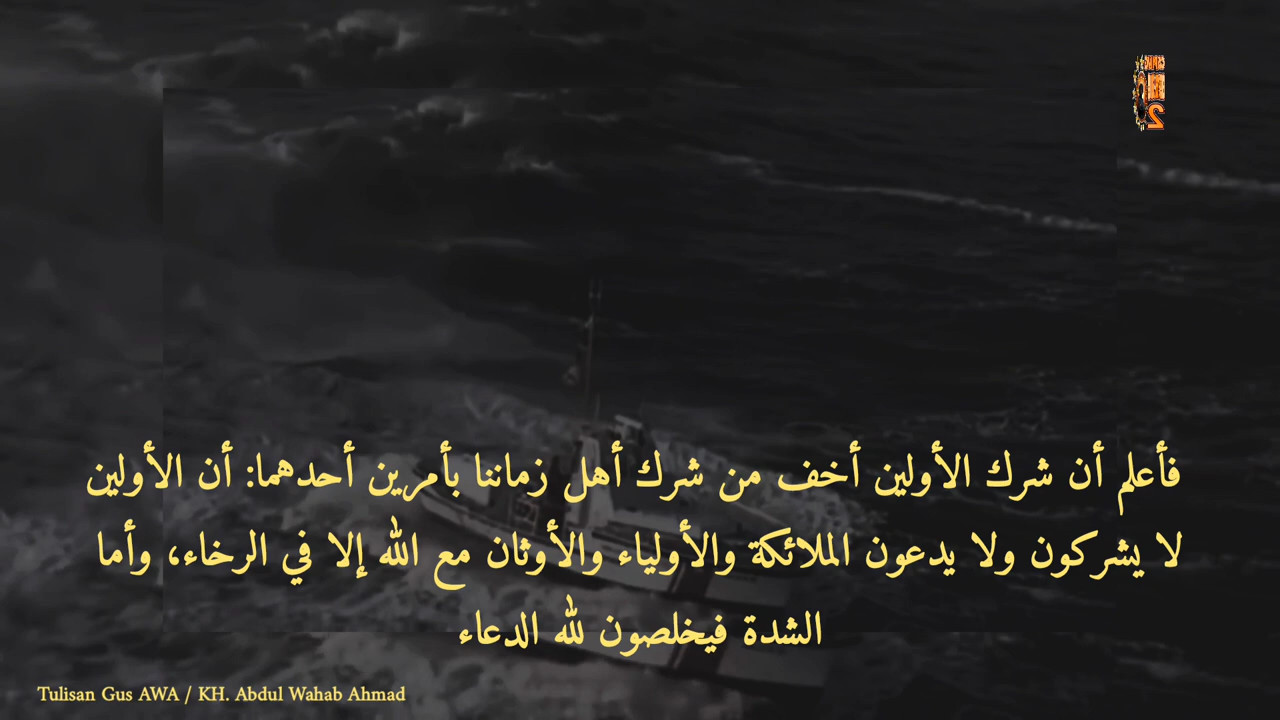 فأعلم أن شرك الأولين أخف من شرك أهل زماننا بأمرين أحدهما: أن الأولين
لا يشركون ولا يدعون الملائكة والأولياء والأوثان مع الله إلا في الرخاء، وأما
الشدة فيخلصون لله الدعاء
Tulisan Gus AWA / KH. Abdul Wahab Ahmad